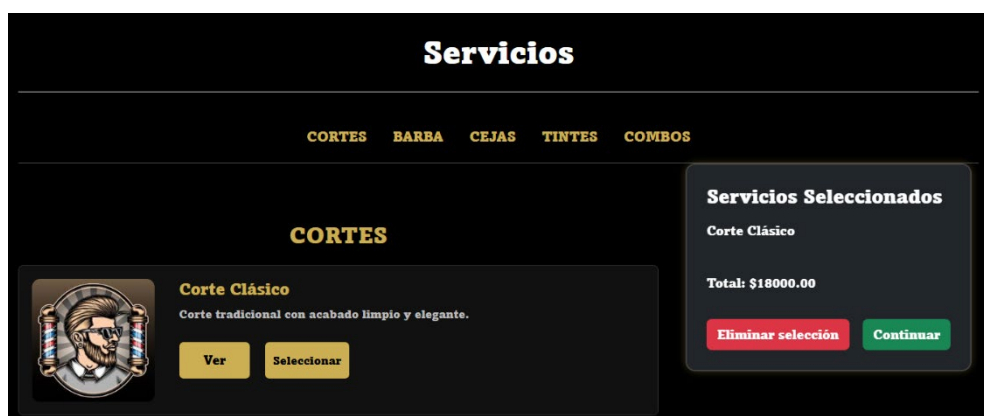 Servicios
CORTES BARBA CEJAS TINTES COMBOS
CORTES
Corte Clásico
Corte tradicional con acabado limpio y elegante.
Ver Seleccionar
Servicios Seleccionados
Corte Clásico
Total: $18000.00
Eliminar selección Continuar